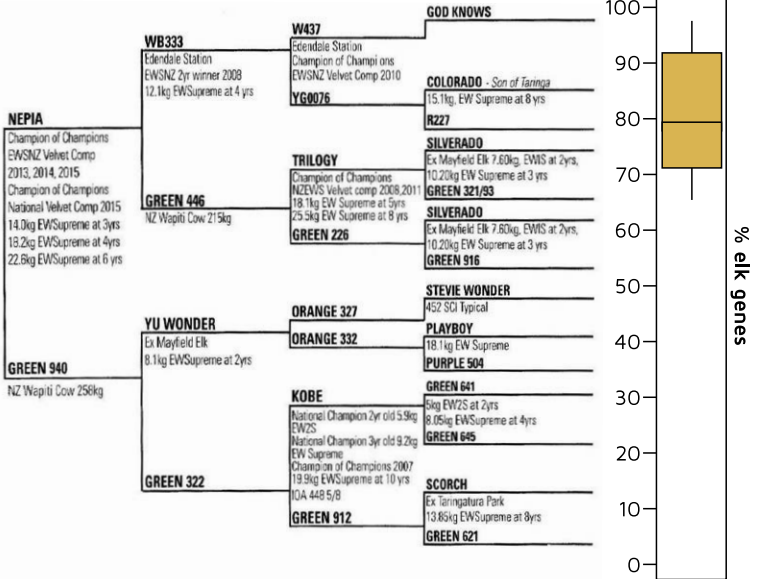 NEPIA
Champion of Champions
EWSNZ Velvet Comp
2013, 2014, 2015
Champion of Champions
National Velvet Comp 2015
14.0kg EWSupreme at 3yrs
18.2kg EWSupreme at 4yrs
22.6kg EWSupreme at 6 yrs
GREEN 940
NZ Wapiti Cow 258kg
WB333
Edendale Station
EWSNZ 2yr winner 2008
12.1kg EWSupreme at 4 yrs
GREEN 446
NZ Wapiti Cow 215kg
YU WONDER
Ex Mayfield Elk
8.1kg EWSupreme at 2yrs
GREEN 322
W437
Edendale Station
Champion of Champions
EWSNZ Velvet Comp 2010
YG0076
TRILOGY
Champion of Champions
NZEWS Velvet comp 2008,2011
18.1kg EW Supreme at 5yrs
25.5kg EW Supreme at 8 yrs
GREEN 226
ORANGE 327
ORANGE 332
KOBE
National Champion 2yr old 5.9kg
EW2S
National Champion 3yr old 9.2kg
EW Supreme
Champion of Champions 2007
19.9kg EWSupreme at 10 yrs
IOA 448 5/8
GREEN 912
GOD KNOWS
COLORADO - Son of Taringa
15.1kg, EW Supreme at 8 yrs
R227
SILVERADO
Ex Mayfield Elk 7.60kg, EWIS at 2yrs,
10.20kg EW Supreme at 3 yrs
GREEN 321/93
SILVERADO
Ex Mayfield Elk 7.60kg, EWIS at 2yrs,
10.20kg EW Supreme at 3 yrs
GREEN 916
STEVIE WONDER
452 SCI Typical
PLAYBOY
18.1kg EW Supreme
PURPLE 504
GREEN 641
5kg EW2S at 2yrs
8.05kg EWSupreme at 4yrs
GREEN 645
SCORCH
Ex Taringatura Park
13.85kg EWSupreme at 8yrs
GREEN 621
100
90
80
70
60
50
40
30
20
10
0
% elk genes